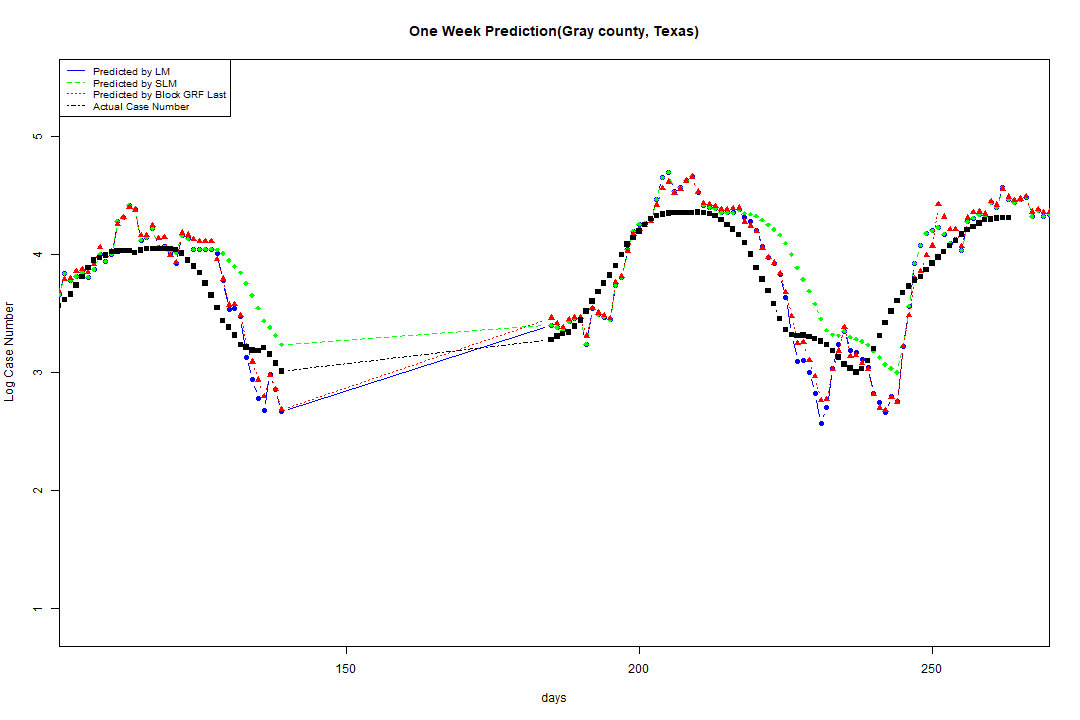 One Week Prediction(Gray county, Texas)
Predicted by LM
Predicted by SLM
Predicted by Block GRF Last
Actual Case Number
5
4
3
2
1
Log Case Number
150 200 250
days